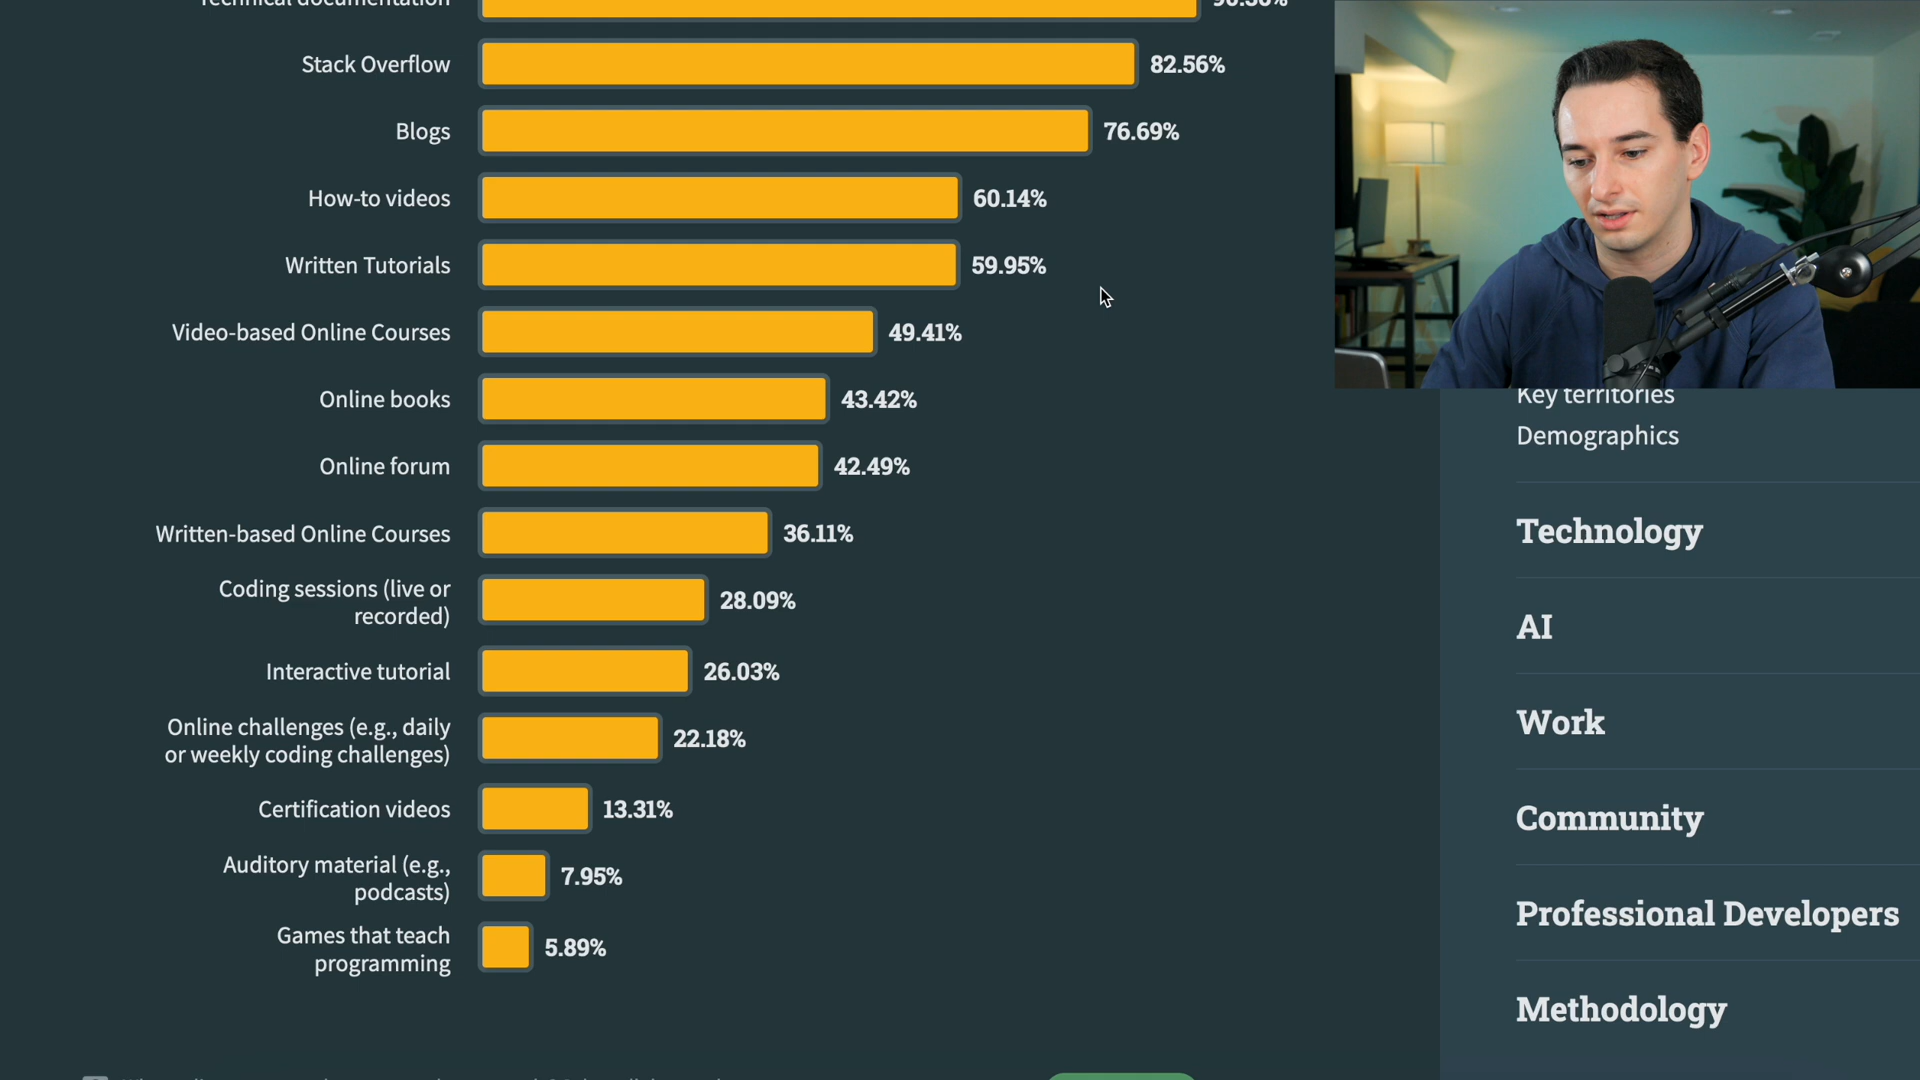 Technical documentation
Stack Overflow 82.56%
Blogs 76.69%
How-to videos 60.14%
Written Tutorials 59.95%
Video-based Online Courses 49.41%
Online books 43.42%
Online forum 42.49%
Written-based Online Courses 36.11%
Coding sessions (live or
recorded) 28.09%
Interactive tutorial 26.03%
Online challenges (e.g., daily
or weekly coding challenges) 22.18%
Certification videos 13.31%
Auditory material (e.g.,
podcasts) 7.95%
Games that teach
programming 5.89%
Key territories
Demographics
Technology
AI
Work
Community
Professional Developers
Methodology